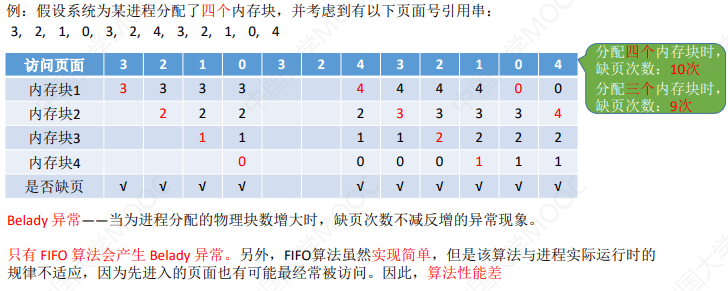 例：假设系统为某进程分配了四个内存块，并考虑到有以下页面号引用串：
3, 2, 1, 0, 3, 2, 4, 3, 2, 1, 0, 4
访问页面 3 2 1 0 3 2 4 3 2 1 0 4
内存块1 3 3 3 3 4 4 4 4 0 0
内存块2 2 2 2 2 3 3 3 3 4
内存块3 1 1 1 1 2 2 2 2
内存块4 0 0 0 0 1 1 1
是否缺页 √ √ √ √ √ √ √ √ √ √
分配四个内存块时，
缺页次数：10次
分配三个内存块时，
缺页次数：9次
Belady 异常——当为进程分配的物理块数增大时，缺页次数不减反增的异常现象。
只有 FIFO 算法会产生 Belady 异常。另外，FIFO算法虽然实现简单，但是该算法与进程实际运行时的
规律不适应，因为先进入的页面也有可能最经常被访问。因此，算法性能差